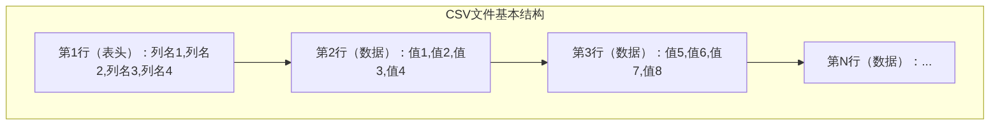 CSV文件基本结构
第1行（表头）：列名1,列名
2,列名3,列名4
第2行（数据）：值1,值2,值
3,值4
第3行（数据）：值5,值6,值
7,值8
第N行（数据）：...